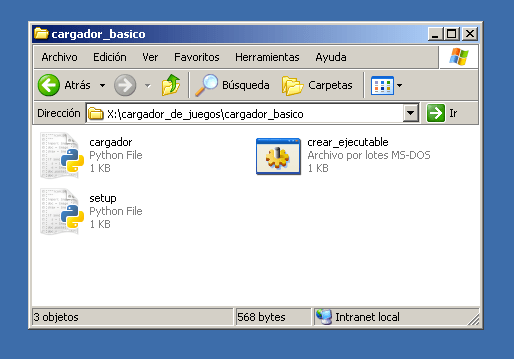 cargador_basico
Archivo Edición Ver Favoritos Herramientas Ayuda
Atrás Búsqueda Carpetas
Dirección X:\cargador_de_juegos\cargador_basico Ir
cargador
Python File
1 KB
crear_ejecutable
Archivo por lotes MS-DOS
1 KB
setup
Python File
1 KB
3 objetos 568 bytes Intranet local